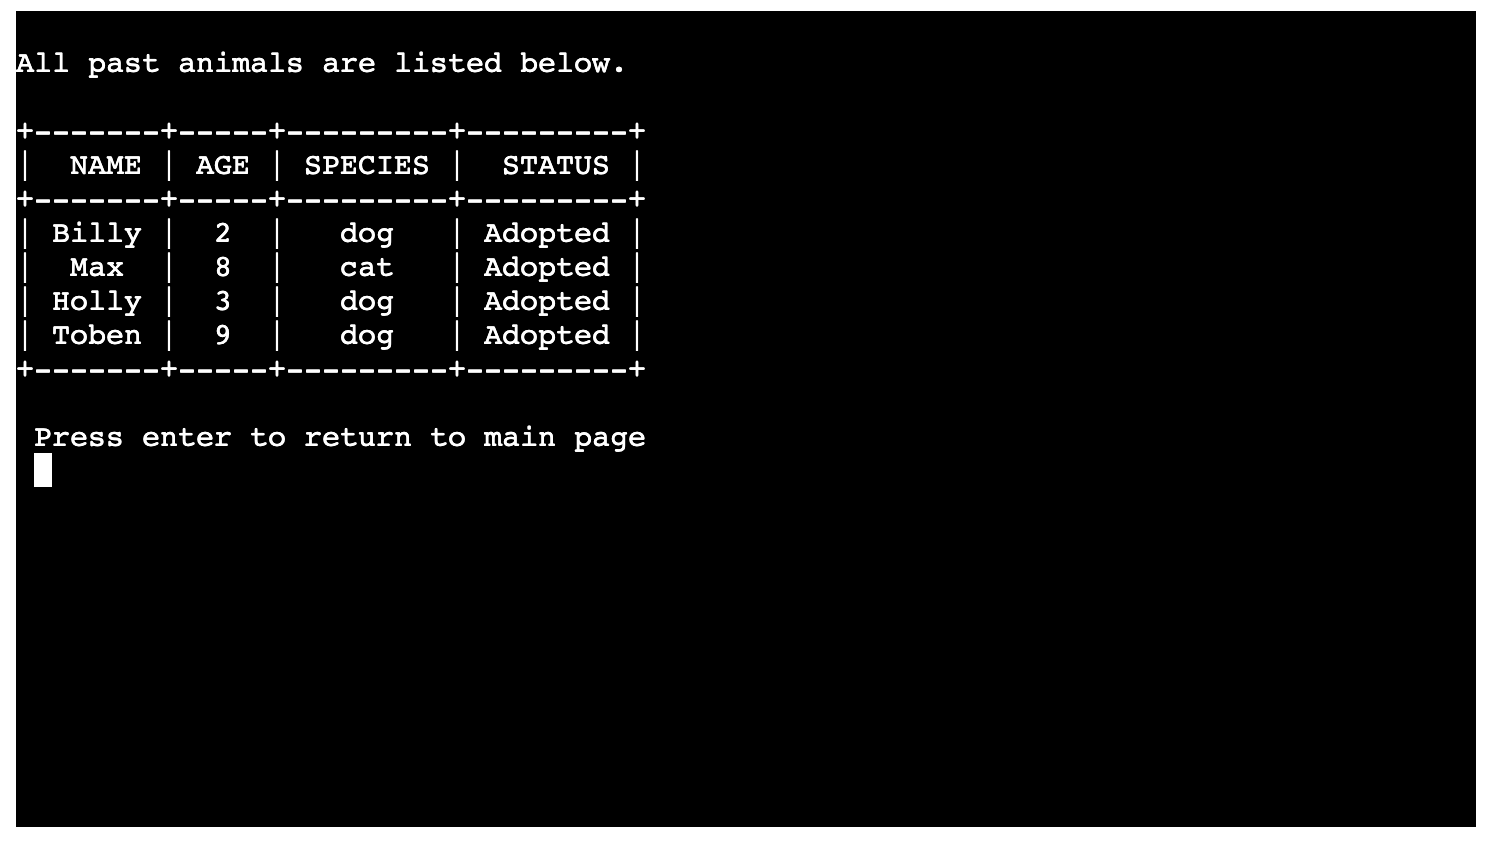 All past animals are listed below.
+-------+-----+---------+---------+
|  NAME | AGE | SPECIES |  STATUS |
+-------+-----+---------+---------+
| Billy |  2  |   dog   | Adopted |
|  Max  |  8  |   cat   | Adopted |
| Holly |  3  |   dog   | Adopted |
| Toben |  9  |   dog   | Adopted |
+-------+-----+---------+---------+
Press enter to return to main page